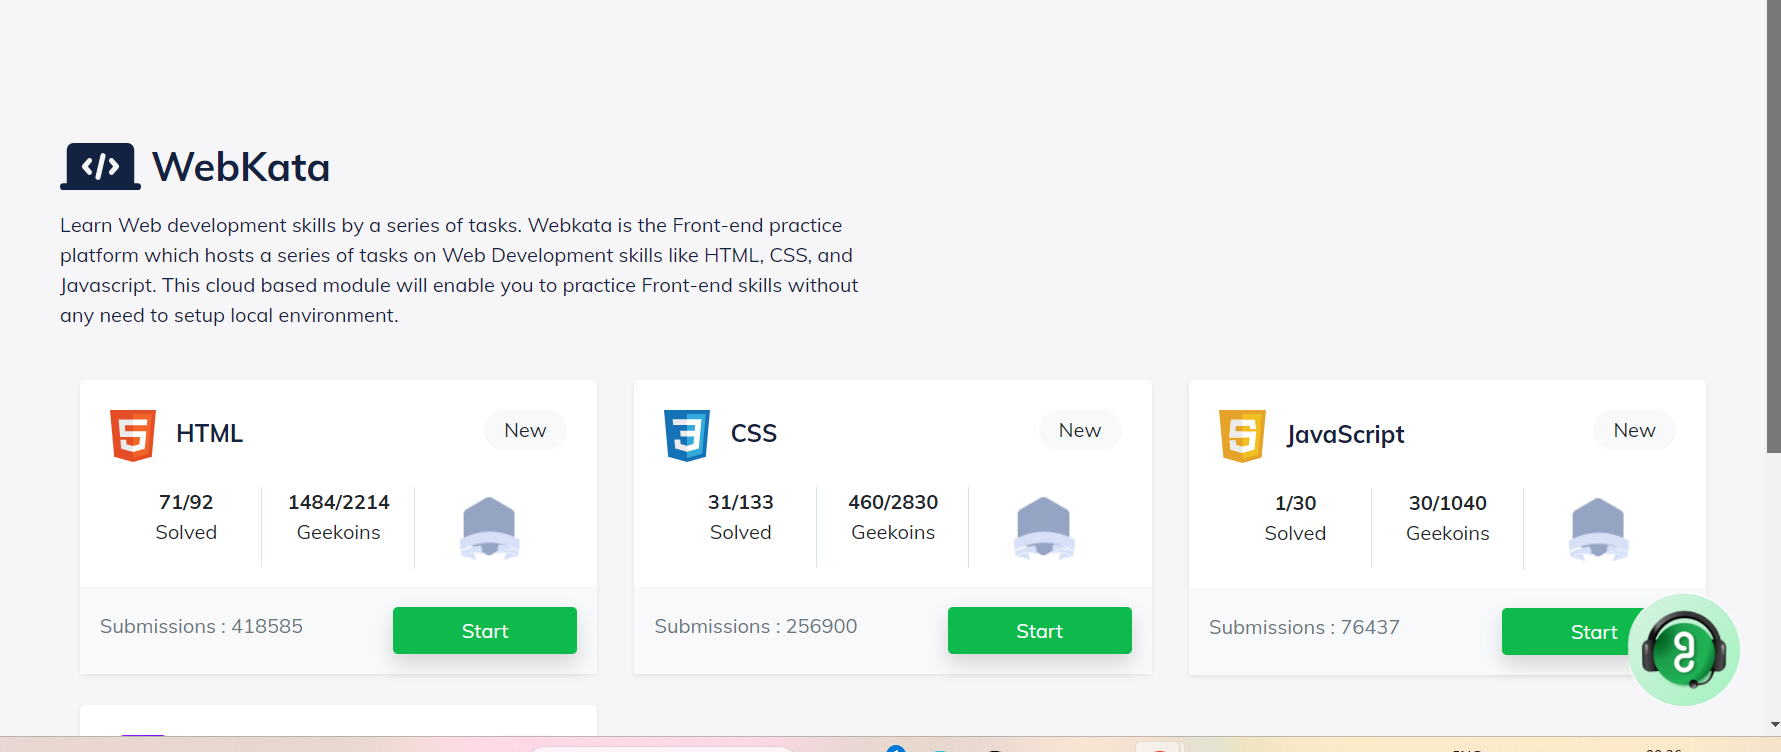 WebKata
Learn Web development skills by a series of tasks. Webkata is the Front-end practice
platform which hosts a series of tasks on Web Development skills like HTML, CSS, and
Javascript. This cloud based module will enable you to practice Front-end skills without
any need to setup local environment.
HTML
New
71/92
Solved
1484/2214
Geekoins
Submissions : 418585
Start
CSS
New
31/133
Solved
460/2830
Geekoins
Submissions : 256900
Start
JavaScript
New
1/30
Solved
30/1040
Geekoins
Submissions : 76437
Start